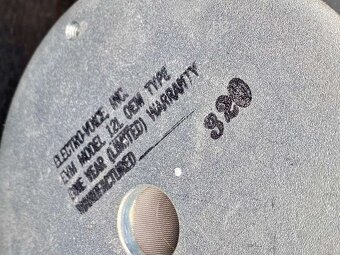 ELECTRO-VOICE, INC.
EVM MODEL 12L OEM TYPE
ONE YEAR (LIMITED) WARRANTY
MANUFACTURED 320